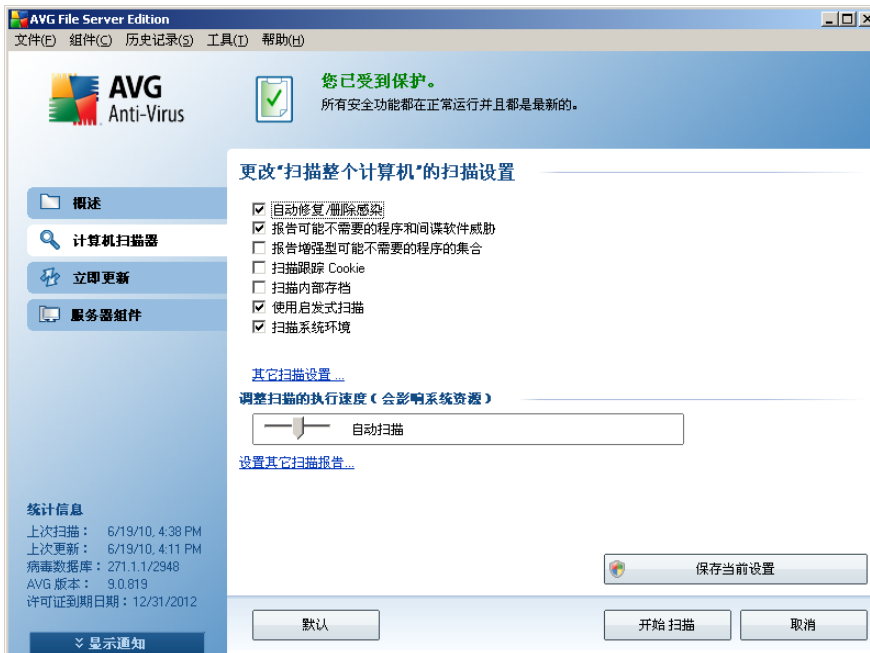 AVG File Server Edition
文件(F) 组件(C) 历史记录(S) 工具(T) 帮助(H)
AVG
Anti-Virus
您已受到保护。
所有安全功能都在正常运行并且都是最新的。
概述
计算机扫描器
立即更新
服务器组件
更改“扫描整个计算机”的扫描设置
自动修复/删除感染
报告可能不需要的程序和间谍软件威胁
报告增强型可能不需要的程序的集合
扫描跟踪 Cookie
扫描内部存档
使用启发式扫描
扫描系统环境
其它扫描设置 ...
调整扫描的执行速度（会影响系统资源）
自动扫描
设置其它扫描报告...
统计信息
上次扫描： 6/19/10, 4:38 PM
上次更新： 6/19/10, 4:11 PM
病毒数据库： 271.1.1/2948
AVG 版本： 9.0.819
许可证到期日期： 12/31/2012
显示通知
保存当前设置
默认
开始 扫描
取消